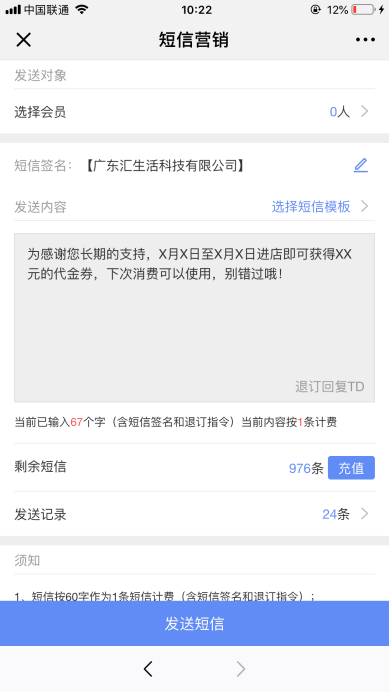 中国联通
10:22
12%
短信营销
发送对象
选择会员
0人
短信签名：【广东汇生活科技有限公司】
发送内容
选择短信模板
为感谢您长期的支持，X月X日至X月X日进店即可获得XX
元的代金券，下次消费可以使用，别错过哦！
退订回复TD
当前已输入67个字（含短信签名和退订指令）当前内容按1条计费
剩余短信
976条 充值
发送记录
24条
须知
1、短信按60字作为1条短信计费（含短信签名和退订指令）；
发送短信